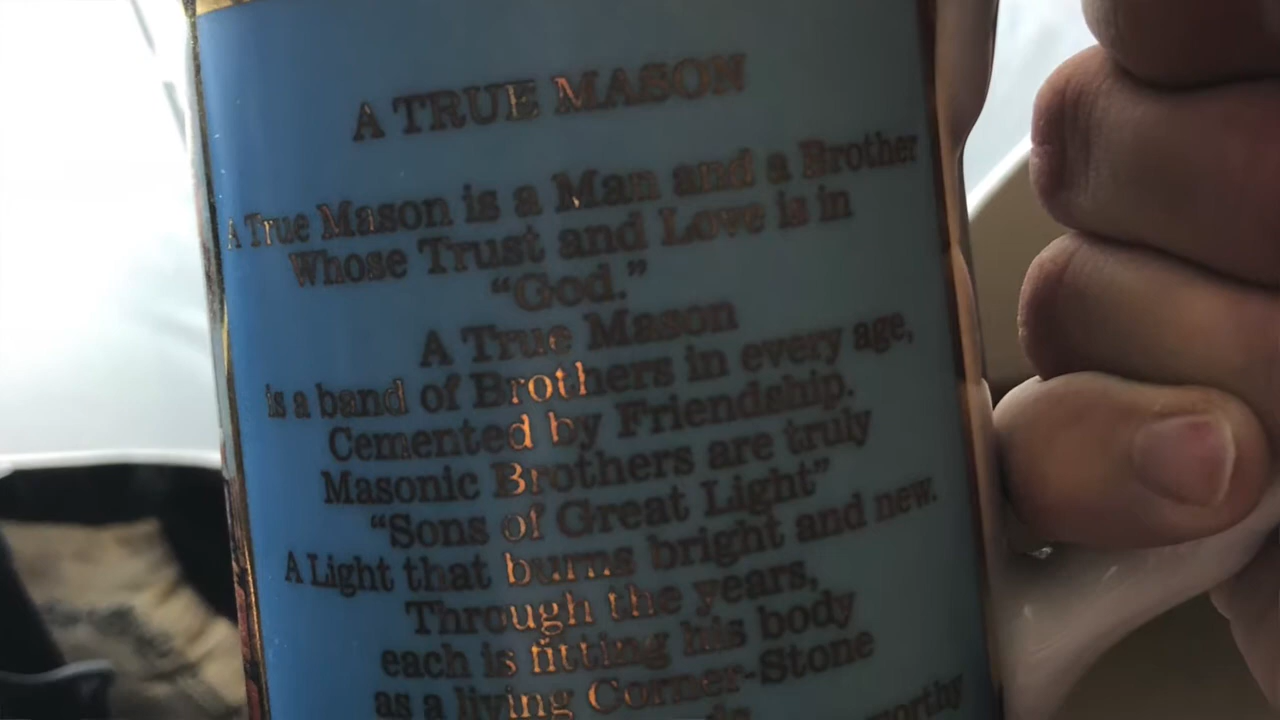 A TRUE MASON
A True Mason is a Man and a Brother
Whose Trust and Love is in
“God.”
A True Mason
is a band of Brothers in every age,
Cemented by Friendship.
Masonic Brothers are truly
“Sons of Great Light”
A Light that burns bright and new.
Through the years,
each is fitting his body
as a living Corner-Stone
worthy